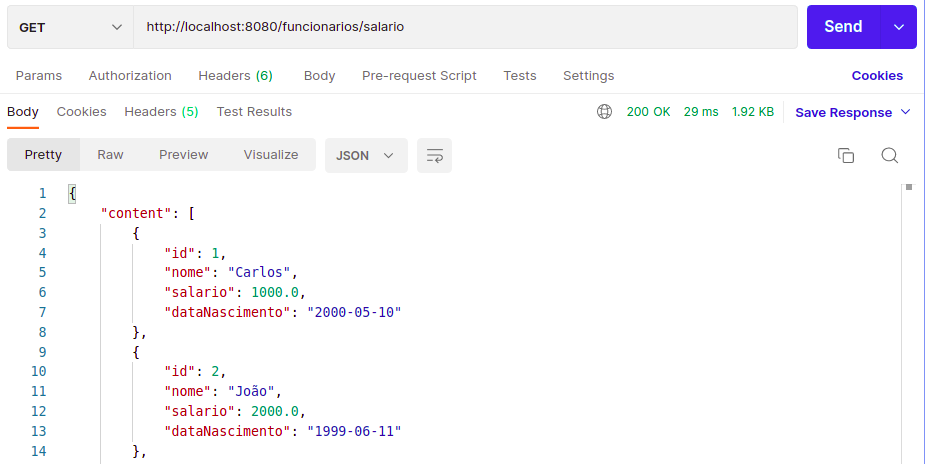 GET http://localhost:8080/funcionarios/salario Send
Params Authorization Headers (6) Body Pre-request Script Tests Settings Cookies
Body Cookies Headers (5) Test Results 200 OK 29 ms 1.92 KB Save Response
Pretty Raw Preview Visualize JSON
1 {
2 "content": [
3 {
4 "id": 1,
5 "nome": "Carlos",
6 "salario": 1000.0,
7 "dataNascimento": "2000-05-10"
8 },
9 {
10 "id": 2,
11 "nome": "João",
12 "salario": 2000.0,
13 "dataNascimento": "1999-06-11"
14 },